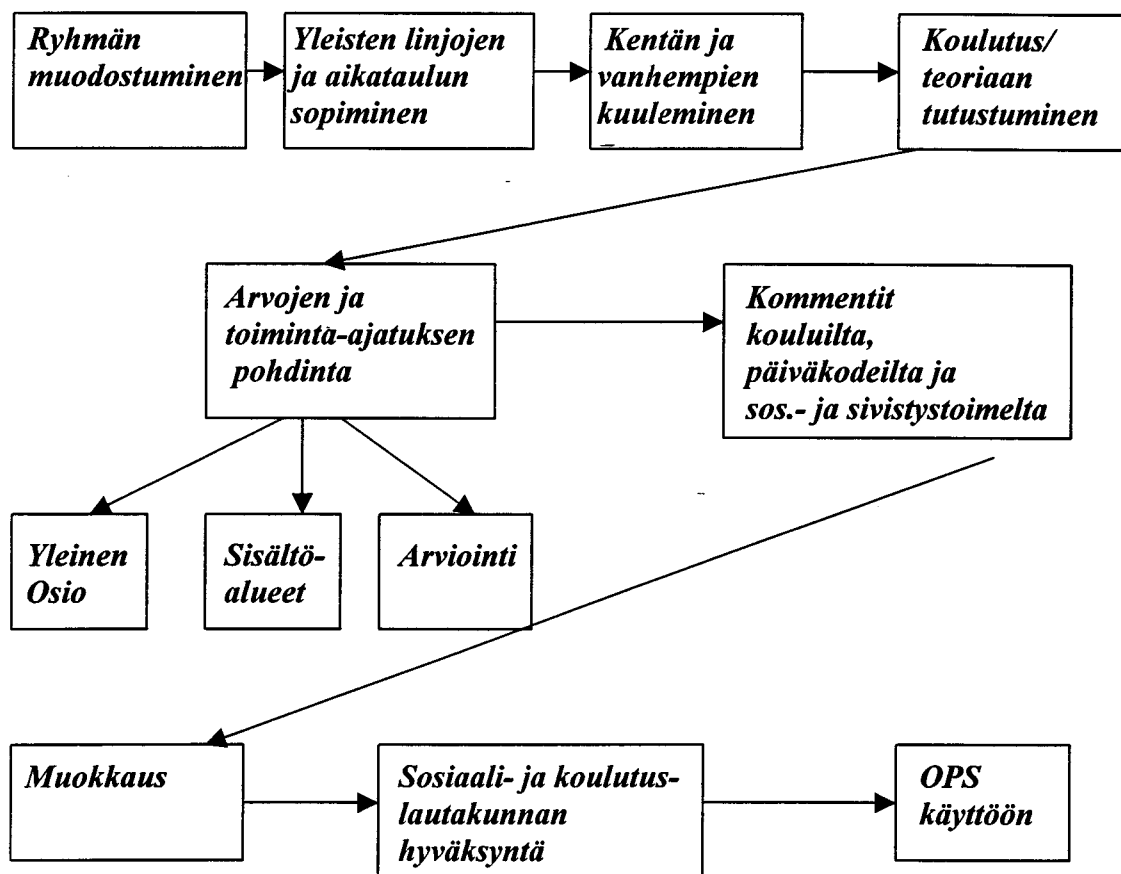 Ryhmän
muodostuminen
Yleisten linjojen
ja aikataulun
sopiminen
Kentän ja
vanhempien
kuuleminen
Koulutus/
teoriaan
tutustuminen
Arvojen ja
toiminta-ajatuksen
pohdinta
Kommentit
kouluilta,
päiväkodeilta ja
sos.- ja sivistystoimelta
Yleinen
Osio
Sisältö-
alueet
Arviointi
Muokkaus
Sosiaali- ja koulutus-
lautakunnan
hyväksyntä
OPS
käyttöön